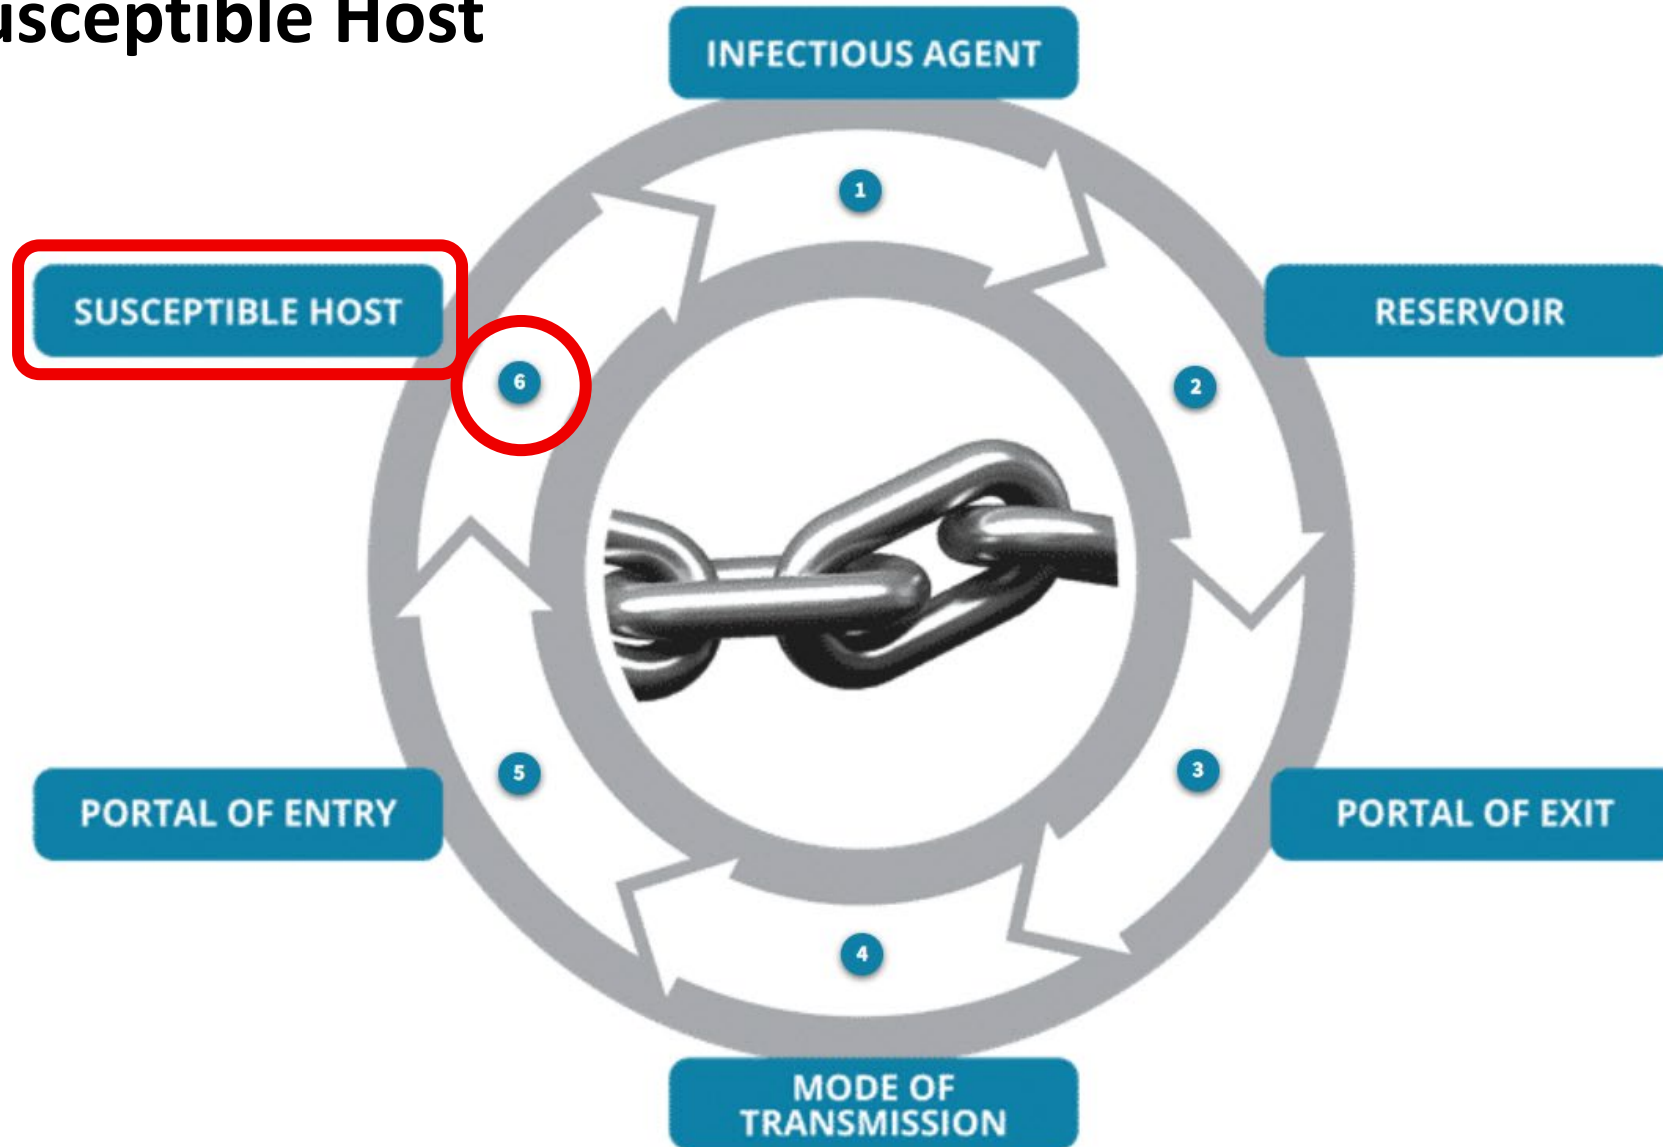 usceptible Host
INFECTIOUS AGENT
1
SUSCEPTIBLE HOST
RESERVOIR
6
2
5
3
PORTAL OF ENTRY
PORTAL OF EXIT
4
MODE OF
TRANSMISSION